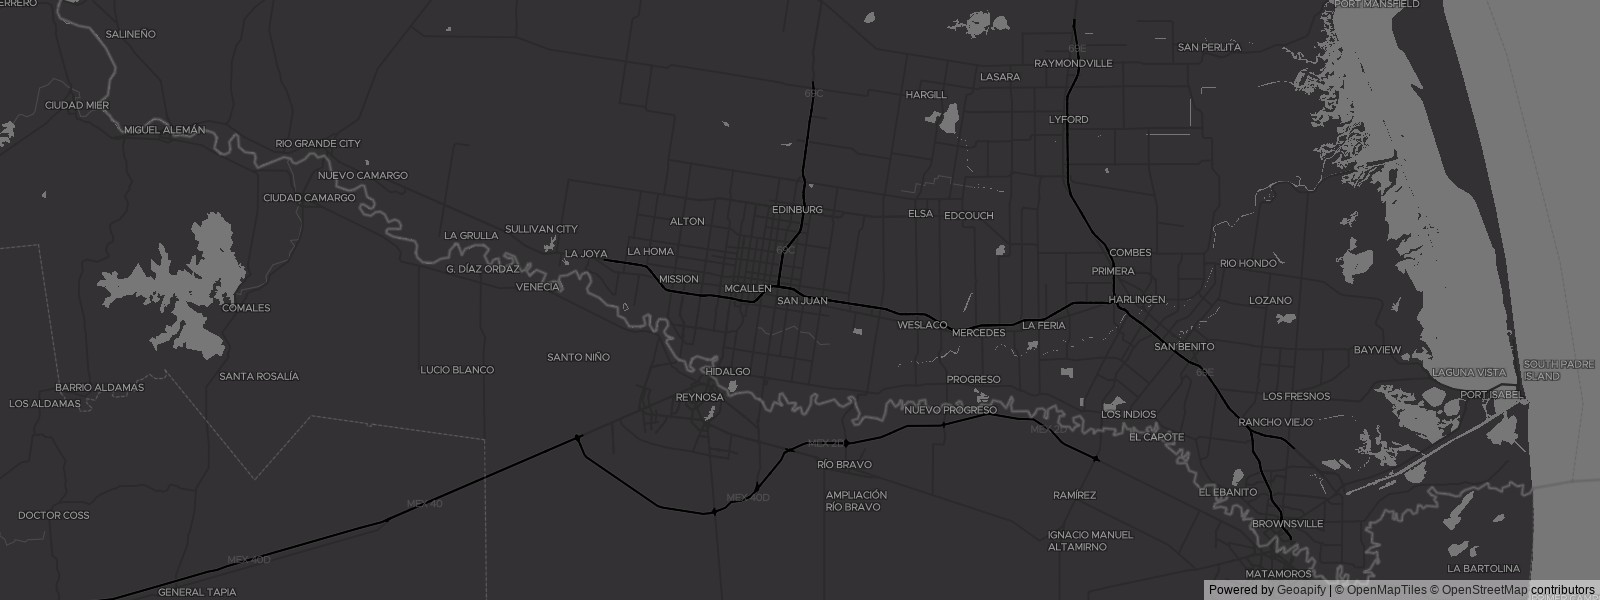 PORT MANSFIELD
SALINEÑO
69E
SAN PERLITA
RAYMONDVILLE
LASARA
69C
HARGILL
CIUDAD MIER
LYFORD
MIGUEL ALEMÁN
RIO GRANDE CITY
NUEVO CAMARGO
CIUDAD CAMARGO
EDINBURG
ELSA
EDCOUCH
ALTON
SULLIVAN CITY
LA GRULLA
69C
LA HOMA
LA JOYA
COMBES
RIO HONDO
G. DÍAZ ORDAZ
PRIMERA
MISSION
VENECIA
MCALLEN
SAN JUAN
HARLINGEN
LOZANO
COMALES
WESLACO
LA FERIA
MERCEDES
SAN BENITO
BAYVIEW
SANTO NIÑO
SOUTH PADRE
ISLAND
LUCIO BLANCO
HIDALGO
69E
LAGUNA VISTA
SANTA ROSALÍA
PROGRESO
BARRIO ALDAMAS
PORT ISABEL
REYNOSA
LOS FRESNOS
LOS ALDAMAS
NUEVO PROGRESO
LOS INDIOS
RANCHO VIEJO
MEX 2D
EL CAPOTE
MEX 2D
RÍO BRAVO
EL EBANITO
MEX 40D
AMPLIACIÓN
RÍO BRAVO
RAMÍREZ
MEX 40
DOCTOR COSS
BROWNSVILLE
IGNACIO MANUEL
ALTAMIRNO
MEX 40D
LA BARTOLINA
MATAMOROS
GENERAL TAPIA
Powered by Geoapify | © OpenMapTiles © OpenStreetMap contributors